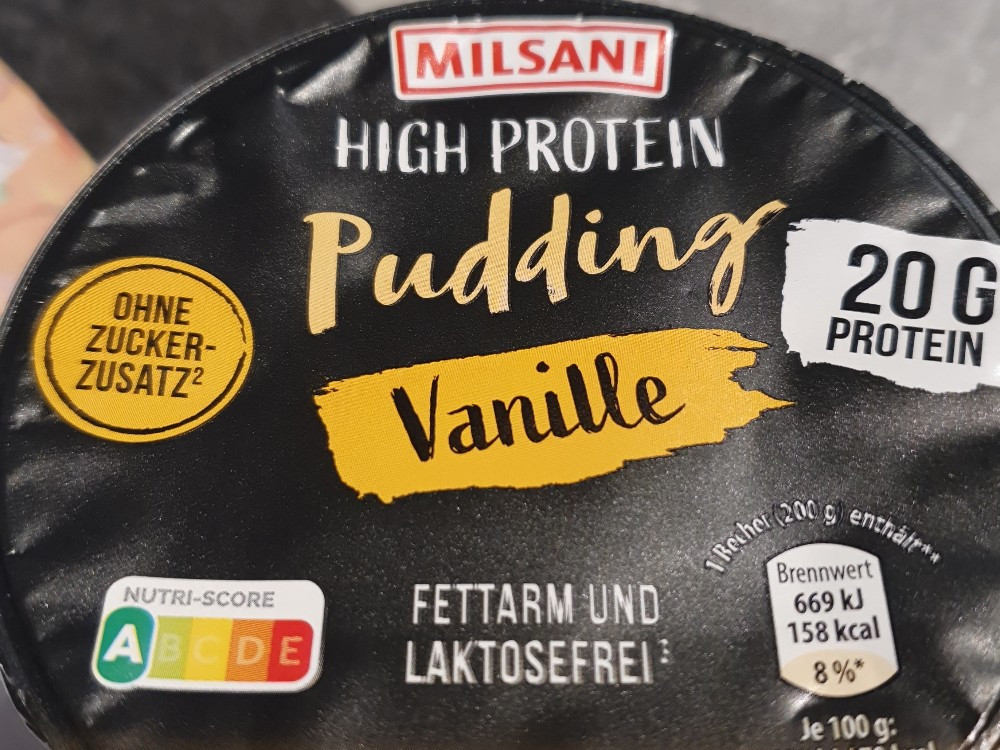 MILSANI
HIGH PROTEIN
Pudding
Vanille
20 G
PROTEIN
OHNE
ZUCKER-
ZUSATZ²
NUTRI-SCORE
A B C D E
FETTARM UND
LAKTOSEFREI
1 Becher (200 g) enthält**
Brennwert
669 kJ
158 kcal
8 %*
Je 100 g: